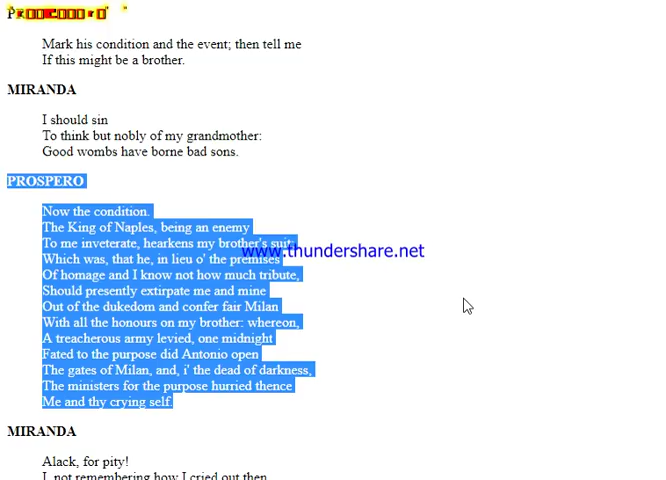 Mark his condition and the event; then tell me
If this might be a brother.
MIRANDA
I should sin
To think but nobly of my grandmother:
Good wombs have borne bad sons.
PROSPERO
Now the condition.
The King of Naples, being an enemy
To me inveterate, hearkens my brother's suit;
www.thundershare.net
Which was, that he, in lieu o' the premises
Of homage and I know not how much tribute,
Should presently extirpate me and mine
Out of the dukedom and confer fair Milan
With all the honours on my brother: whereon,
A treacherous army levied, one midnight
Fated to the purpose did Antonio open
The gates of Milan, and, i' the dead of darkness,
The ministers for the purpose hurried thence
Me and thy crying self.
MIRANDA
Alack, for pity!
I, not remembering how I cried out then,